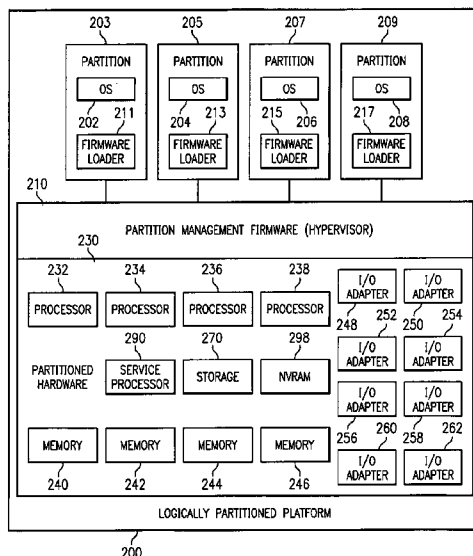 203 205 207 209
PARTITION PARTITION PARTITION PARTITION
OS OS OS OS
202 211 204 213 215 206 217 208
FIRMWARE LOADER FIRMWARE LOADER FIRMWARE LOADER FIRMWARE LOADER
210
PARTITION MANAGEMENT FIRMWARE (HYPERVISOR)
230
232 234 236 238
PROCESSOR PROCESSOR PROCESSOR PROCESSOR
I/O ADAPTER I/O ADAPTER
248 252 250 254
290 270 298
I/O ADAPTER I/O ADAPTER
PARTITIONED HARDWARE
SERVICE PROCESSOR STORAGE NVRAM
I/O ADAPTER I/O ADAPTER
256 260 258 262
MEMORY MEMORY MEMORY MEMORY
I/O ADAPTER I/O ADAPTER
240 242 244 246
LOGICALLY PARTITIONED PLATFORM
200